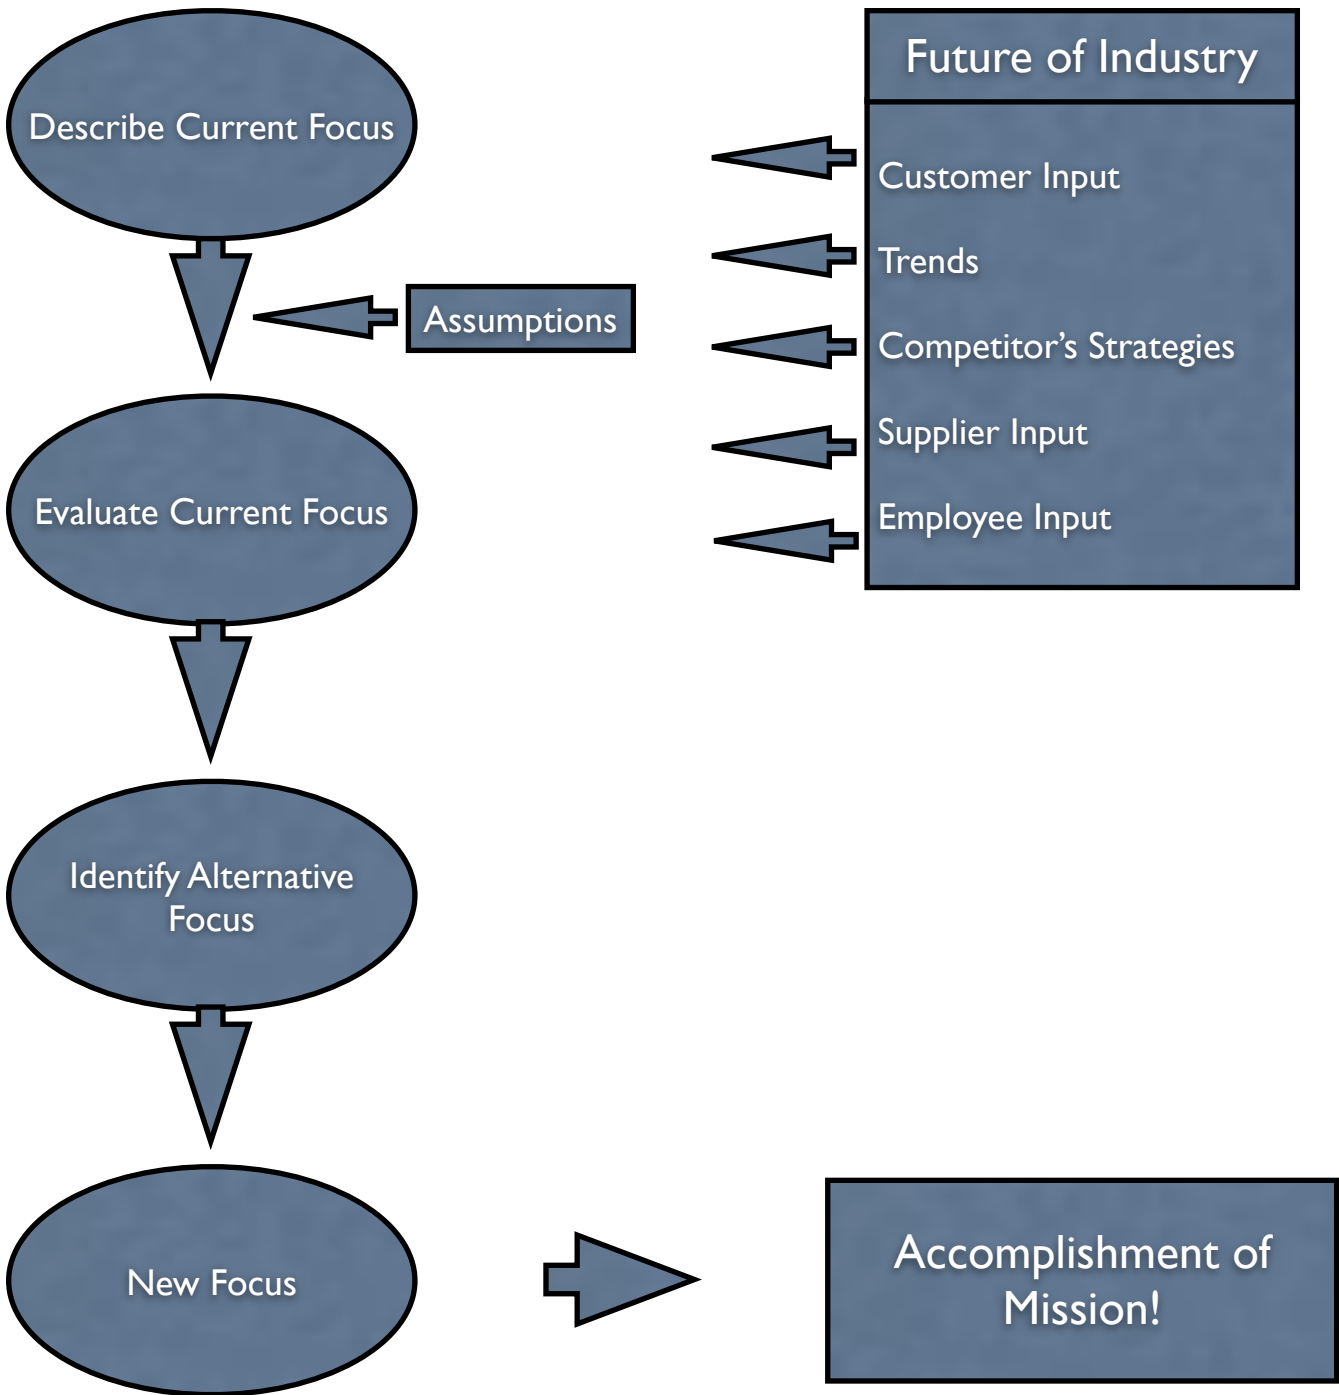 Describe Current Focus
Assumptions
Evaluate Current Focus
Identify Alternative
Focus
New Focus
Future of Industry
Customer Input
Trends
Competitor’s Strategies
Supplier Input
Employee Input
Accomplishment of
Mission!